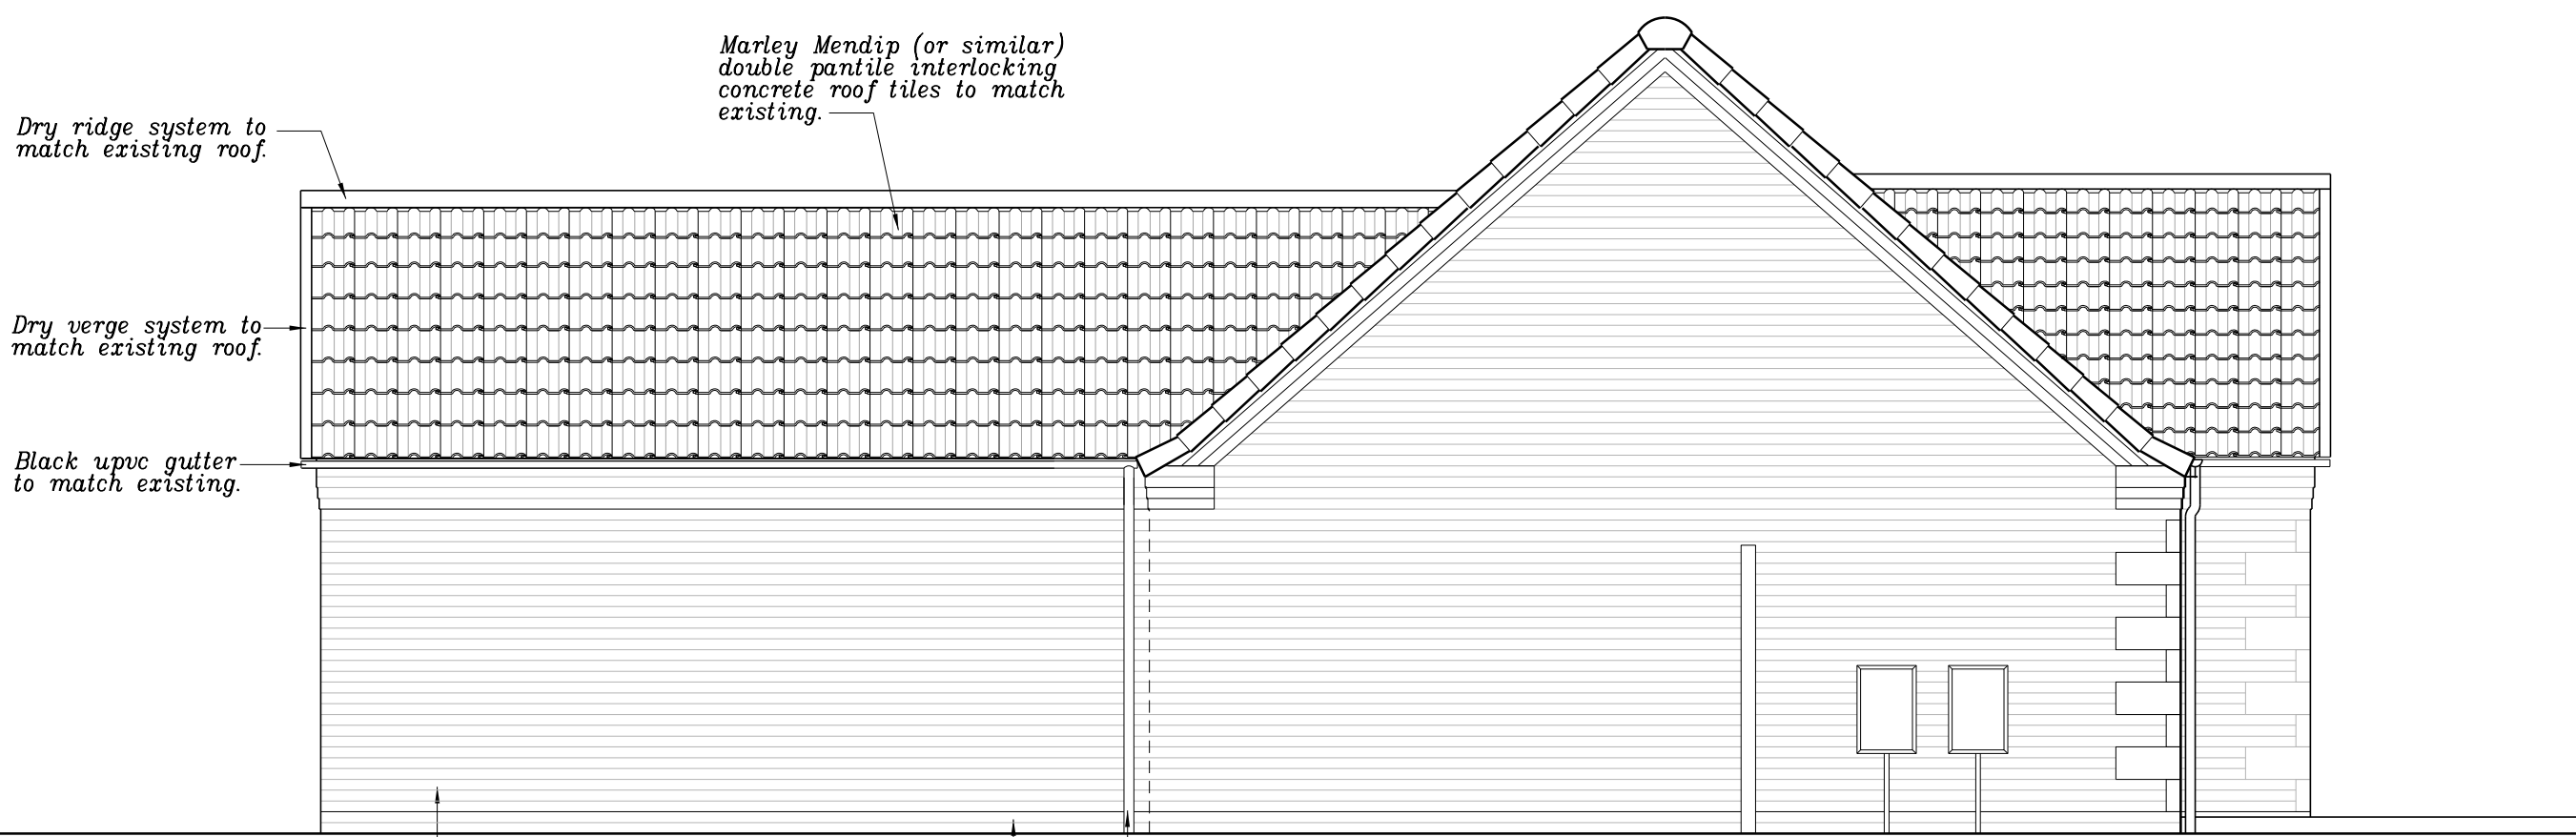 Marley Mendip (or similar)
double pantile interlocking
concrete roof tiles to match
existing.
Dry ridge system to
match existing roof.
Dry verge system to
match existing roof.
Black upvc gutter
to match existing.